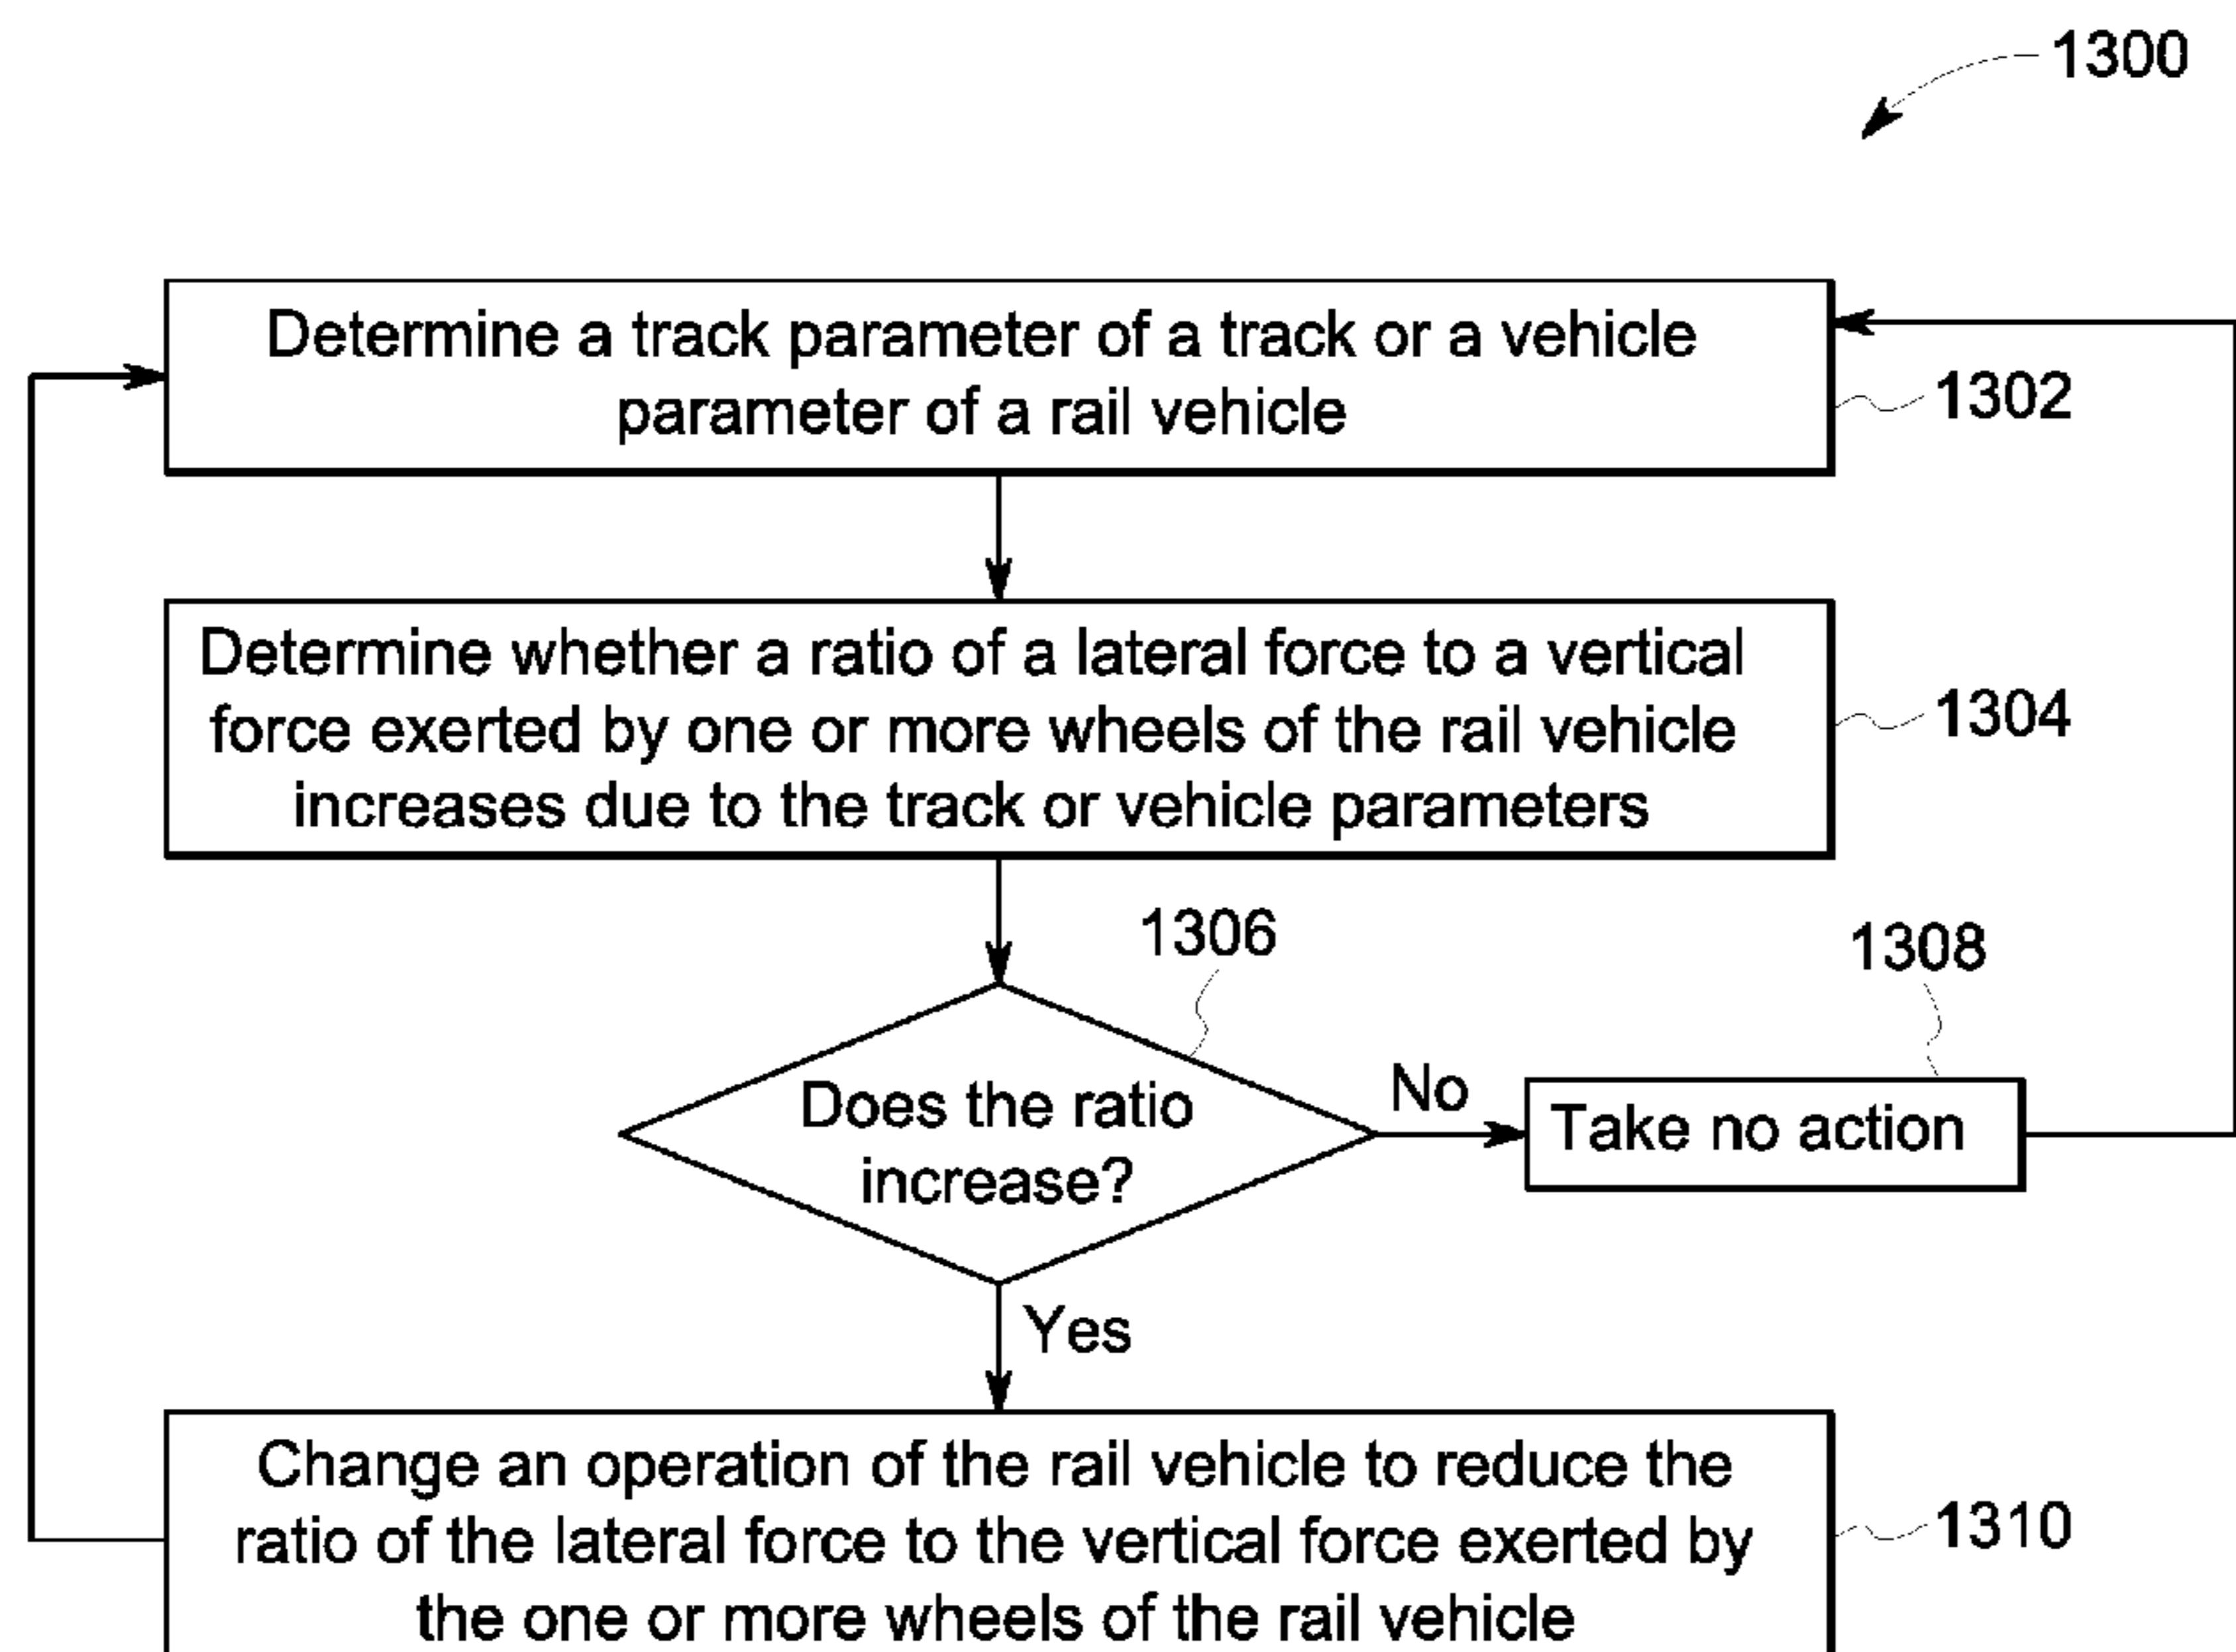 1300
Determine a track parameter of a track or a vehicle
parameter of a rail vehicle
1302
Determine whether a ratio of a lateral force to a vertical
force exerted by one or more wheels of the rail vehicle
increases due to the track or vehicle parameters
1304
1306
1308
Does the ratio
increase?
No
Take no action
Yes
Change an operation of the rail vehicle to reduce the
ratio of the lateral force to the vertical force exerted by
the one or more wheels of the rail vehicle
1310